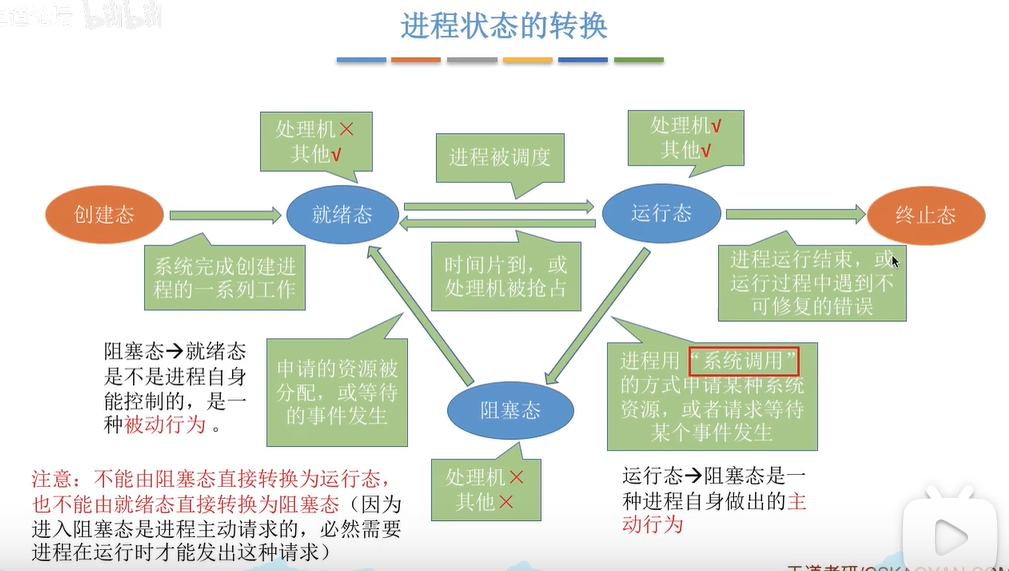 进程状态的转换
处理机×
其他√
进程被调度
处理机√
其他√
创建态
就绪态
运行态
终止态
系统完成创建进
程的一系列工作
时间片到，或
处理机被抢占
进程运行结束，或
运行过程中遇到不
可修复的错误
阻塞态→就绪态
是不是进程自身
能控制的，是一
种被动行为。
申请的资源被
分配，或等待
的事件发生
进程用“系统调用”
的方式申请某种系统
资源，或者请求等待
某个事件发生
阻塞态
处理机×
其他×
注意：不能由阻塞态直接转换为运行态，
也不能由就绪态直接转换为阻塞态（因为
进入阻塞态是进程主动请求的，必然需要
进程在运行时才能发出这种请求）
运行态→阻塞态是一
种进程自身做出的主
动行为